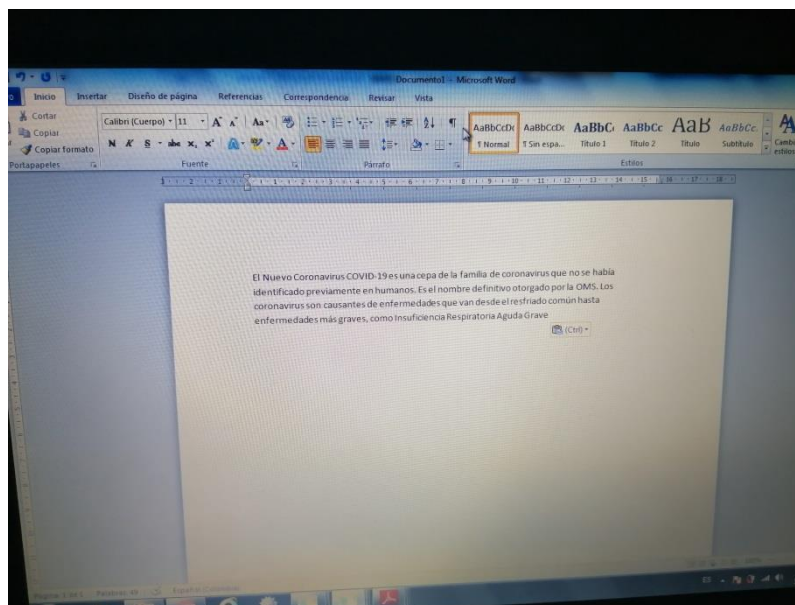 Documento1 - Microsoft Word
Inicio Insertar Diseño de página Referencias Correspondencia Revisar Vista
Cortar
Copiar
Copiar formato
Portapapeles
Calibri (Cuerpo) 11
N K S abc x, x'
Fuente
Párrafo
AaBbCcDc AaBbCcDc AaBbC AaBbCc AaB AaBbCc.
¶ Normal ¶ Sin espa... Título 1 Título 2 Título Subtítulo
Estilos
El Nuevo Coronavirus COVID-19 es una cepa de la familia de coronavirus que no se había
identificado previamente en humanos. Es el nombre definitivo otorgado por la OMS. Los
coronavirus son causantes de enfermedades que van desde el resfriado común hasta
enfermedades más graves, como Insuficiencia Respiratoria Aguda Grave
(Ctrl)
ES